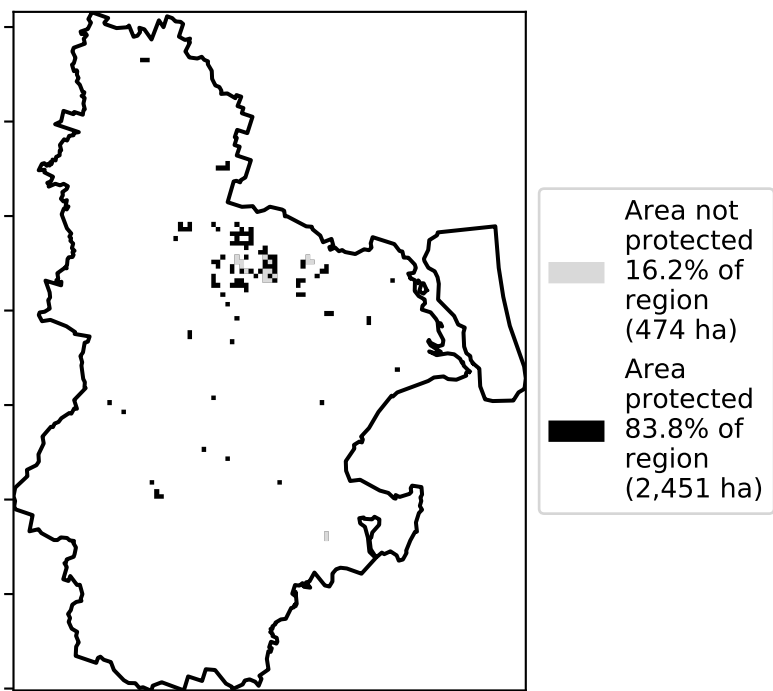 Area not
protected
16.2% of
region
(474 ha)
Area
protected
83.8% of
region
(2,451 ha)